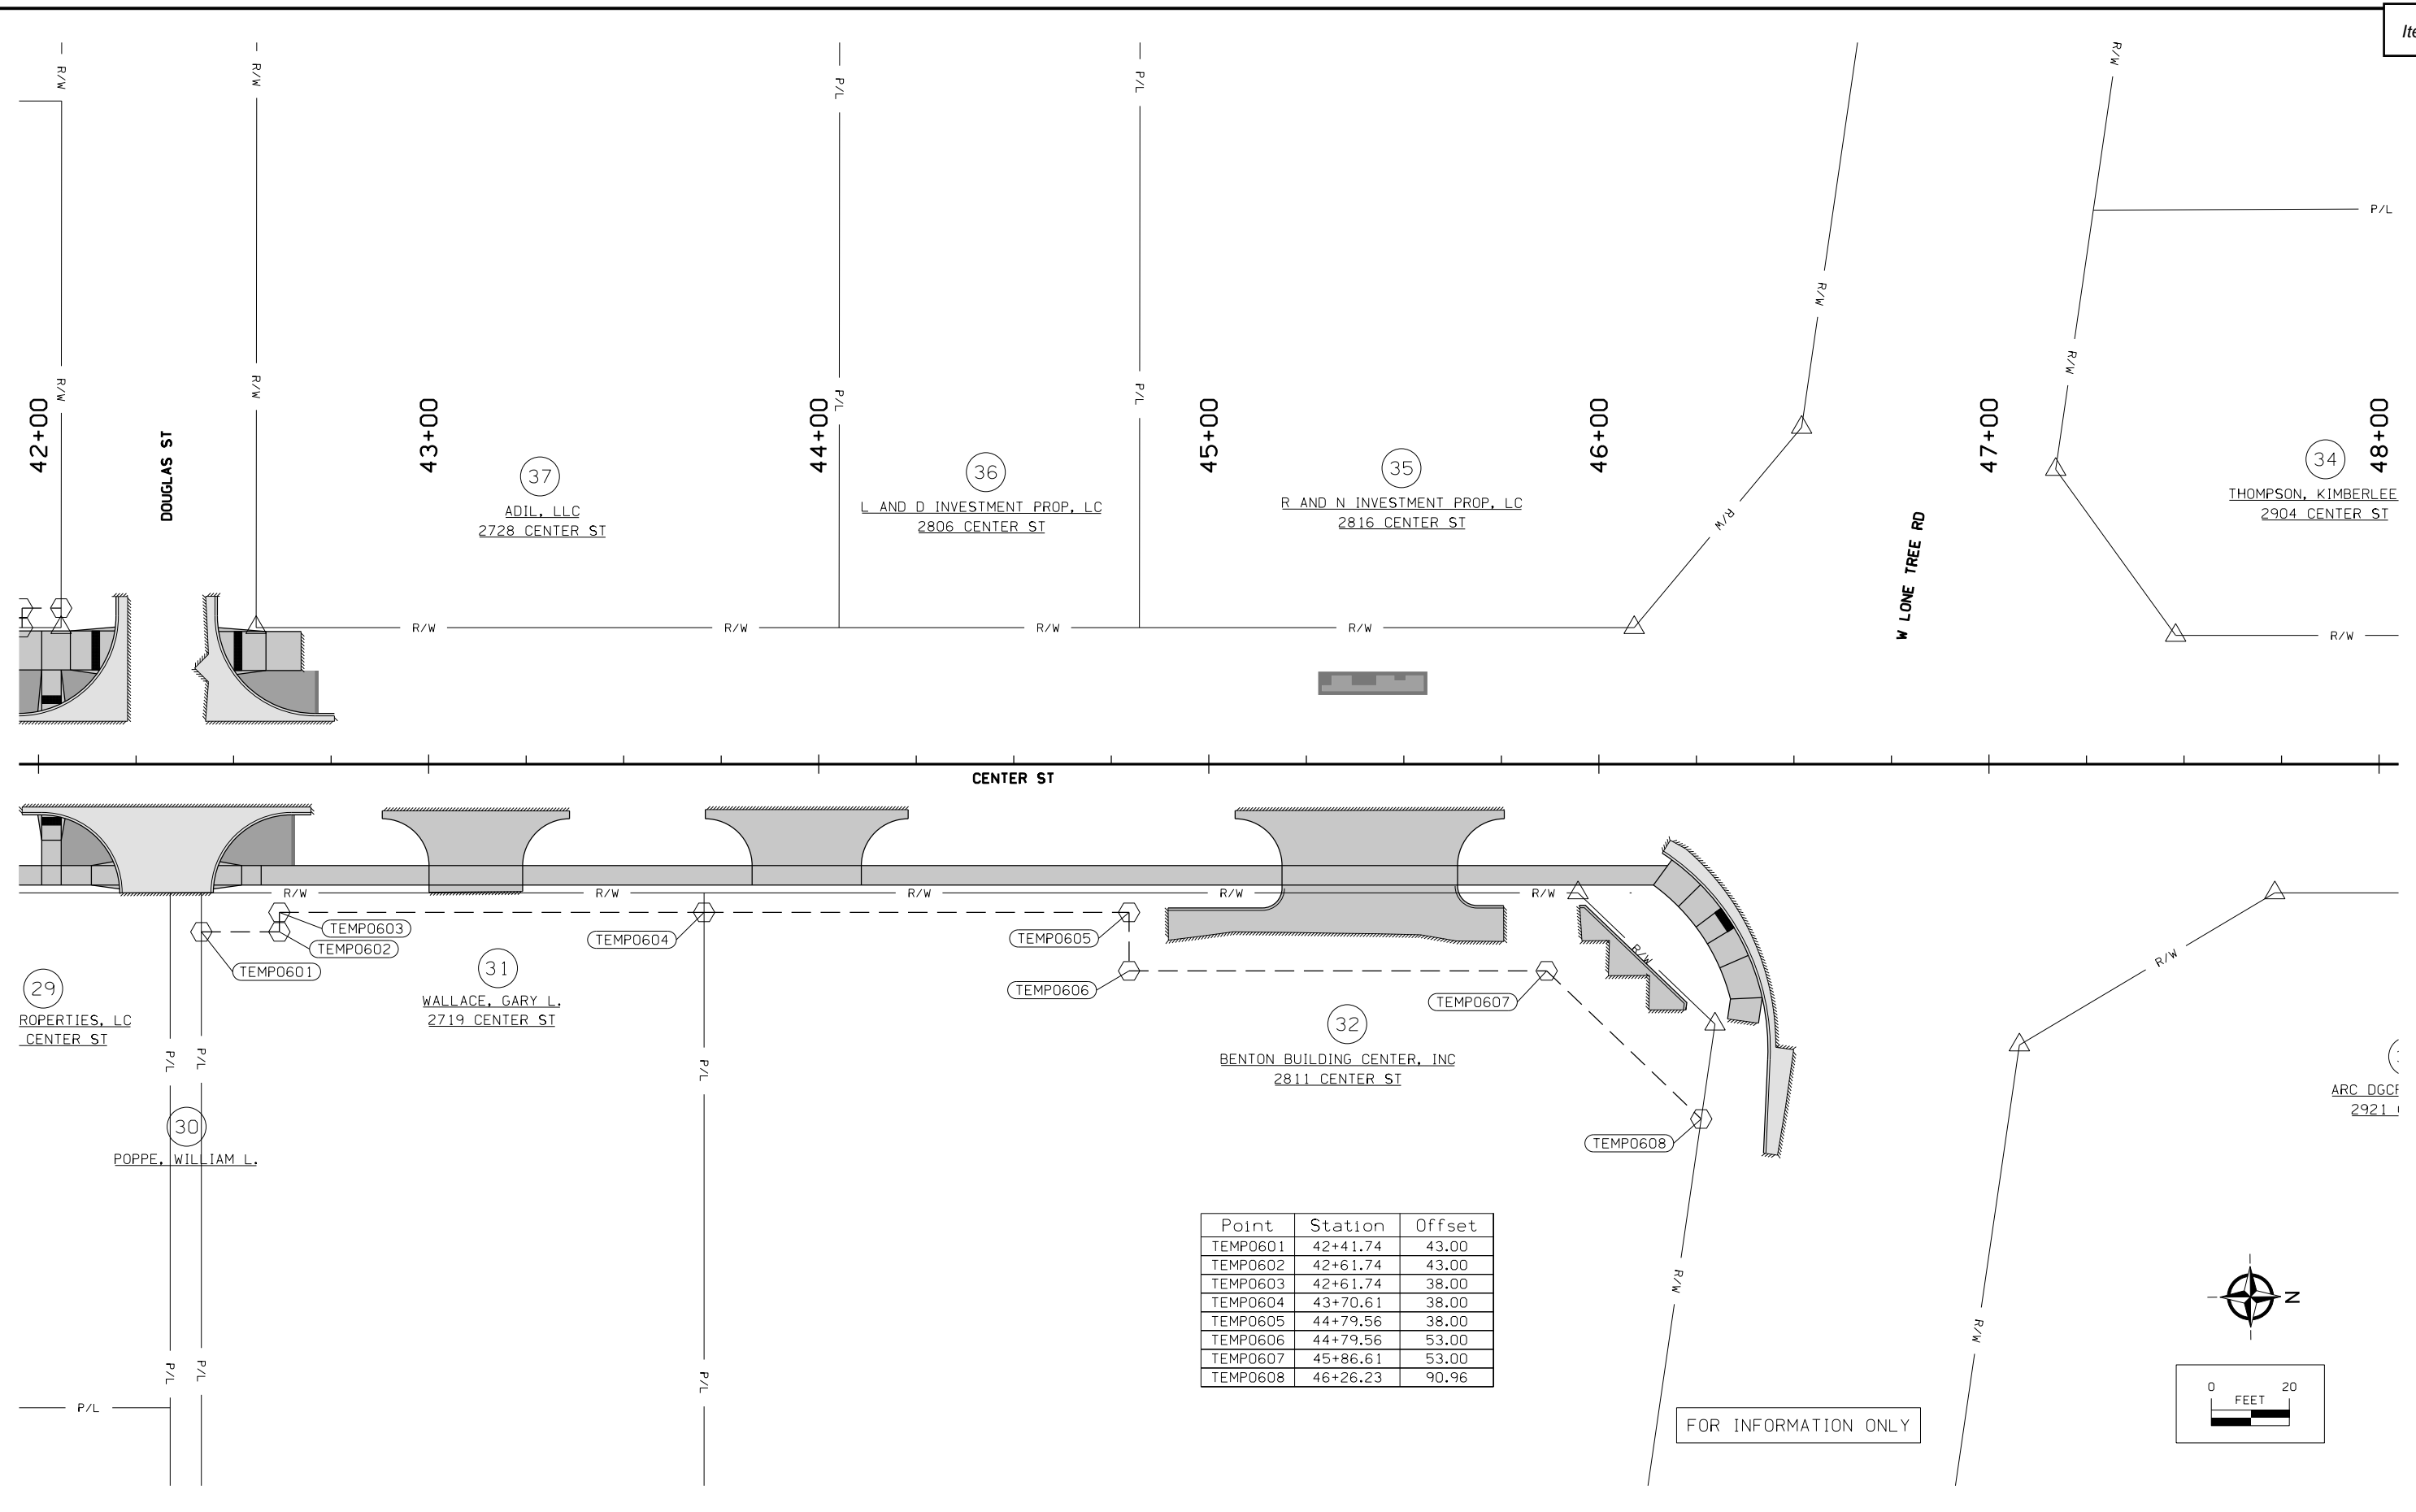 Ite
R/W
R/W
P/L
P/L
R/W
R/W
R/W
P/L
R/W
R/W
R/W
P/L
P/L
R/W
42+00
43+00
44+00
45+00
46+00
47+00
48+00
DOUGLAS ST
W LONE TREE RD
37
ADIL, LLC
2728 CENTER ST
36
L AND D INVESTMENT PROP, LC
2806 CENTER ST
35
R AND N INVESTMENT PROP, LC
2816 CENTER ST
34
THOMPSON, KIMBERLEE
2904 CENTER ST
R/W
R/W
R/W
R/W
R/W
CENTER ST
R/W
R/W
R/W
R/W
R/W
R/W
R/W
TEMP0603
TEMP0602
TEMP0601
TEMP0604
TEMP0605
TEMP0606
TEMP0607
TEMP0608
29
ROPERTIES, LC
CENTER ST
31
WALLACE, GARY L.
2719 CENTER ST
32
BENTON BUILDING CENTER, INC
2811 CENTER ST
ARC DGCF
2921
P/L
P/L
P/L
30
POPPE, WILLIAM L.
Point Station Offset
TEMP0601 42+41.74 43.00
TEMP0602 42+61.74 43.00
TEMP0603 42+61.74 38.00
TEMP0604 43+70.61 38.00
TEMP0605 44+79.56 38.00
TEMP0606 44+79.56 53.00
TEMP0607 45+86.61 53.00
TEMP0608 46+26.23 90.96
R/W
R/W
P/L
P/L
P/L
P/L
N
0 20
FEET
FOR INFORMATION ONLY